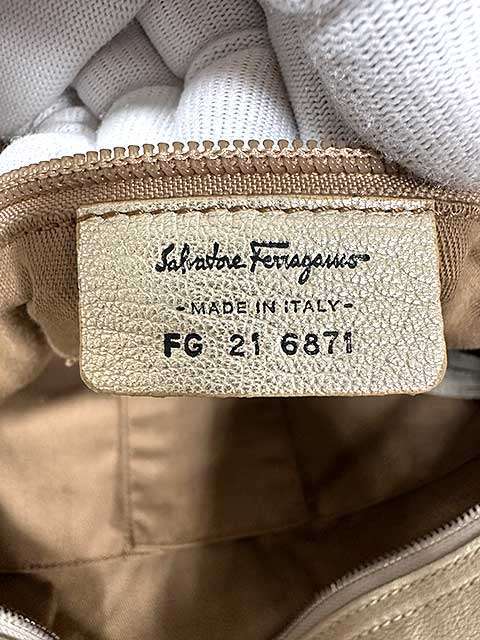 Salvatore Ferragamo
-MADE IN ITALY-
FG 21 6871